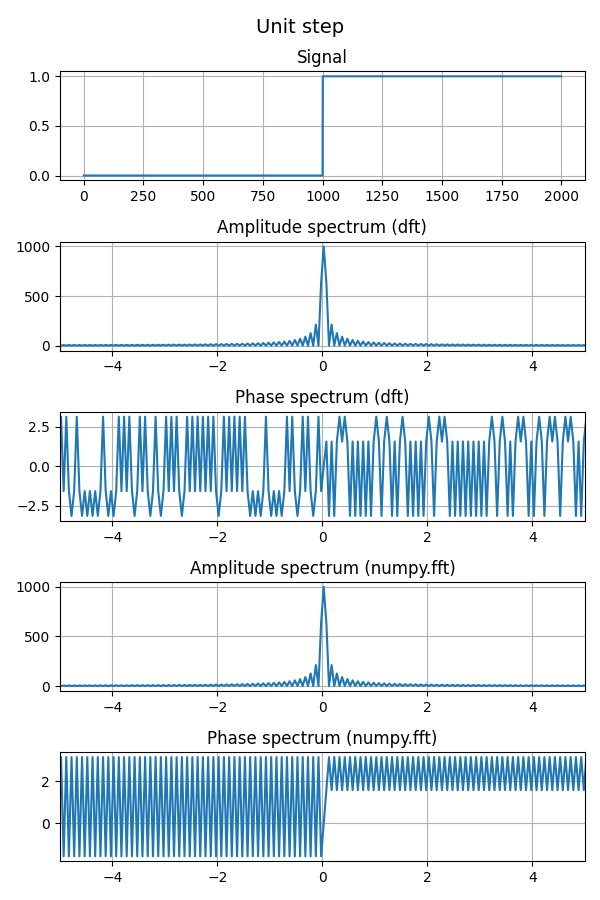 Unit step
Signal
1.0
0.5
0.0
0 250 500 750 1000 1250 1500 1750 2000
Amplitude spectrum (dft)
1000
500
0
−4 −2 0 2 4
Phase spectrum (dft)
2.5
0.0
−2.5
−4 −2 0 2 4
Amplitude spectrum (numpy.fft)
1000
500
0
−4 −2 0 2 4
Phase spectrum (numpy.fft)
2
0
−4 −2 0 2 4